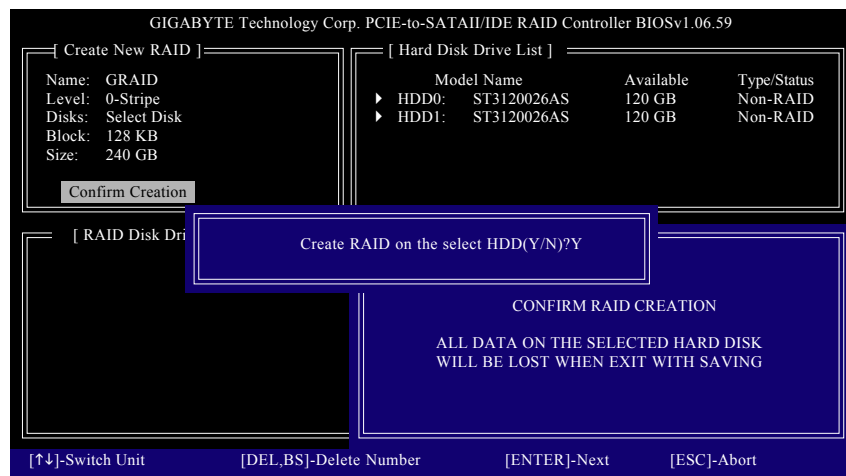 GIGABYTE Technology Corp. PCIE-to-SATAII/IDE RAID Controller BIOSv1.06.59
[ Create New RAID ]
Name: GRAID
Level: 0-Stripe
Disks: Select Disk
Block: 128 KB
Size: 240 GB
Confirm Creation
[ Hard Disk Drive List ]
Model Name Available Type/Status
HDD0: ST3120026AS 120 GB Non-RAID
HDD1: ST3120026AS 120 GB Non-RAID
[ RAID Disk Dri
Create RAID on the select HDD(Y/N)?Y
CONFIRM RAID CREATION
ALL DATA ON THE SELECTED HARD DISK
WILL BE LOST WHEN EXIT WITH SAVING
[↑↓]-Switch Unit [DEL,BS]-Delete Number [ENTER]-Next [ESC]-Abort